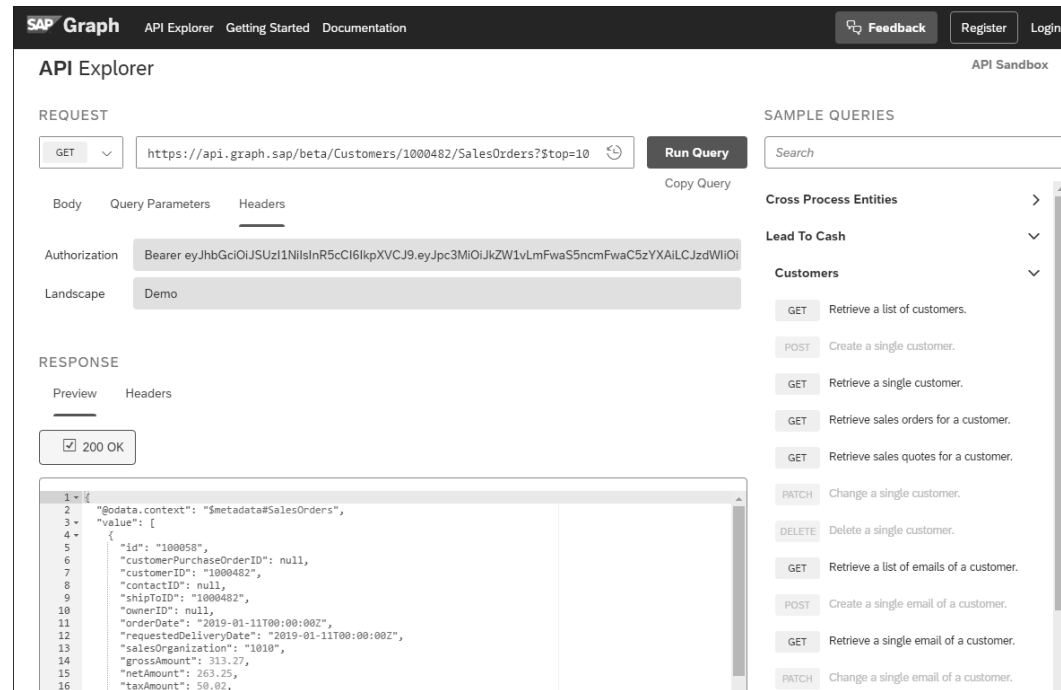 SAP Graph API Explorer Getting Started Documentation Feedback Register Login
API Explorer
API Sandbox
REQUEST
GET https://api.graph.sap/beta/Customers/1000482/SalesOrders?$top=10 Run Query
Copy Query
Body Query Parameters Headers
Authorization Bearer eyJhbGciOiJSUzI1NiIsInR5cCI6IkpXVCJ9.eyJpc3MiOiJkZW1vLmFwaS5ncmFwaC5zYXAiLCJzdWIiOi
Landscape Demo
RESPONSE
Preview Headers
200 OK
1 {
2 "@odata.context": "$metadata#SalesOrders",
3 "value": [
4 {
5 "id": "100058",
6 "customerPurchaseOrderID": null,
7 "customerID": "1000482",
8 "contactID": null,
9 "shipToID": "1000482",
10 "ownerID": null,
11 "orderDate": "2019-01-11T00:00:00Z",
12 "requestedDeliveryDate": "2019-01-11T00:00:00Z",
13 "salesOrganization": "1010",
14 "grossAmount": 313.27,
15 "netAmount": 263.25,
16 "taxAmount": 50.02,
SAMPLE QUERIES
Search
Cross Process Entities
Lead To Cash
Customers
GET Retrieve a list of customers.
POST Create a single customer.
GET Retrieve a single customer.
GET Retrieve sales orders for a customer.
GET Retrieve sales quotes for a customer.
PATCH Change a single customer.
DELETE Delete a single customer.
GET Retrieve a list of emails of a customer.
POST Create a single email of a customer.
GET Retrieve a single email of a customer.
PATCH Change a single email of a customer.